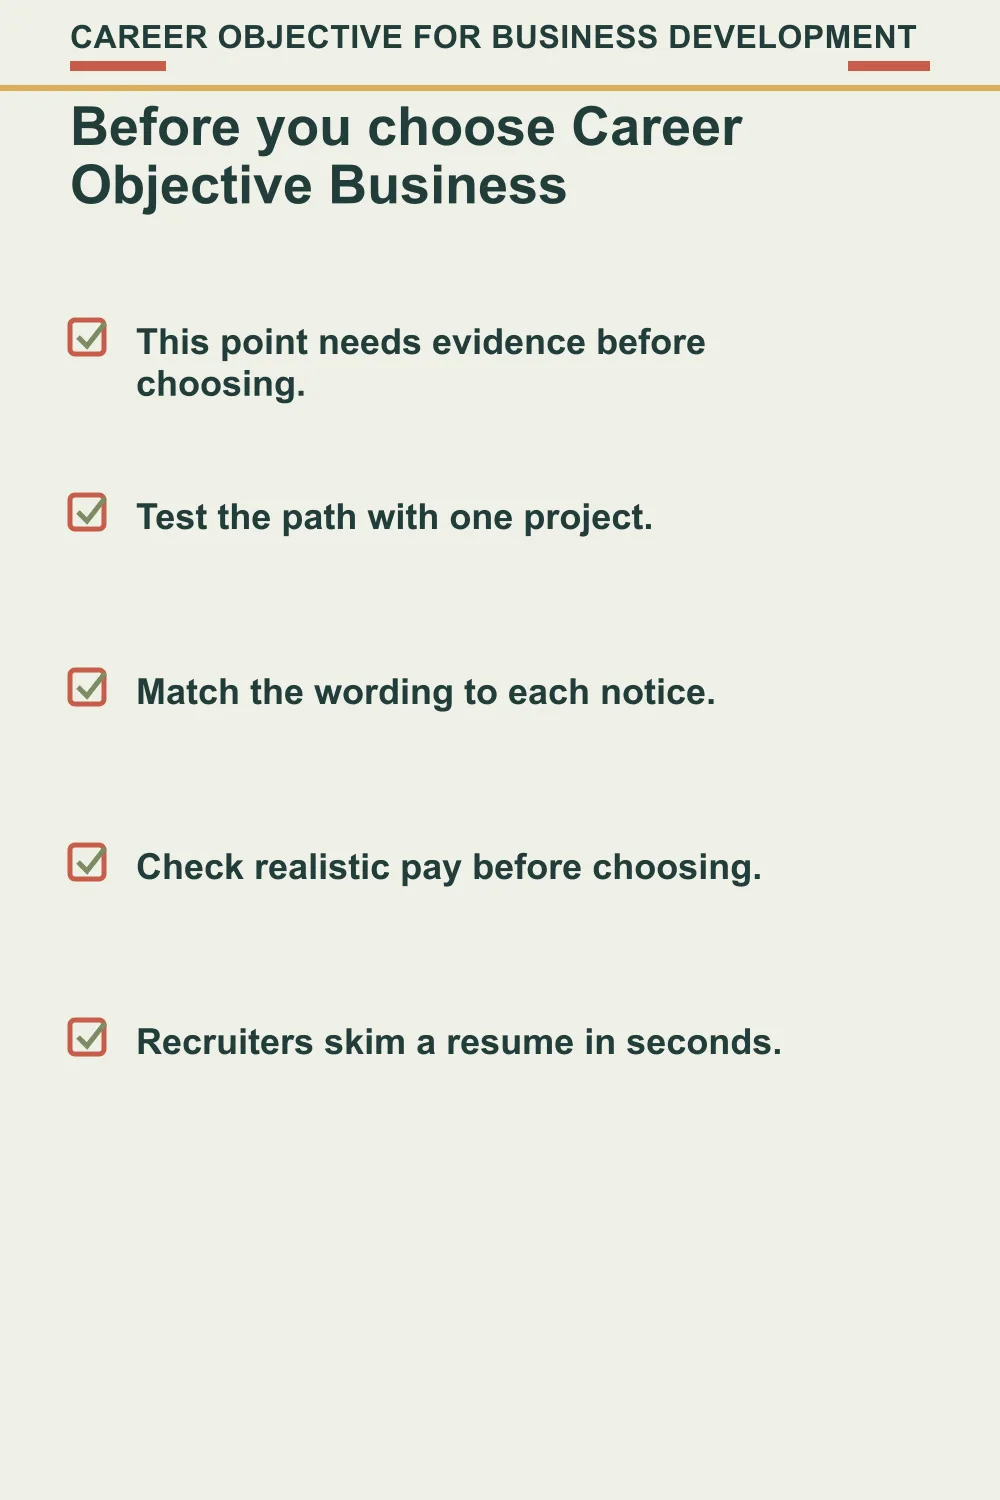 CAREER OBJECTIVE FOR BUSINESS DEVELOPMENT
Before you choose Career
Objective Business
This point needs evidence before
choosing.
Test the path with one project.
Match the wording to each notice.
Check realistic pay before choosing.
Recruiters skim a resume in seconds.